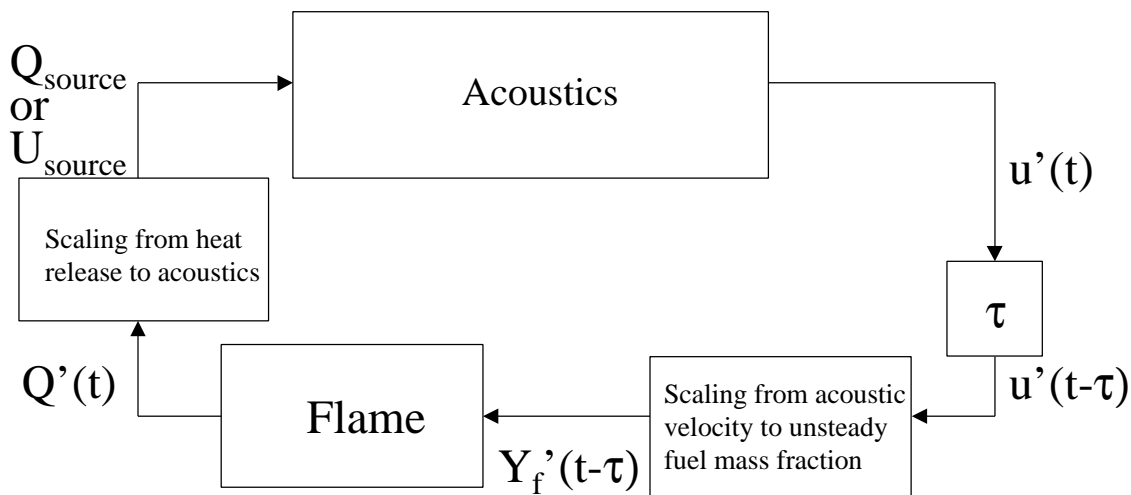 Q_source
or
U_source
Acoustics
u’(t)
Scaling from heat
release to acoustics
τ
Q’(t)
Flame
Y_f’(t-τ)
Scaling from acoustic
velocity to unsteady
fuel mass fraction
u’(t-τ)